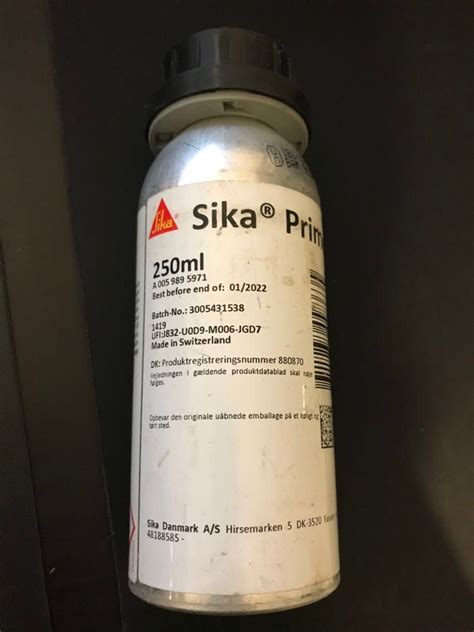 Sika
Sika® Prim
250ml
A 005 989 5971
Best before end of: 01/2022
Batch-No.: 3005431538
1419
UFI:J832-U0D9-M006-JGD7
Made in Switzerland
DK: Produktregistreringsnummer 880870
Vejledningen i gældende produktdatablad skal
følges.
Opbevar den originale uåbnede emballage på et køligt og
tørt sted.
Sika Danmark A/S Hirsemarken 5 DK-3520
48188585 -